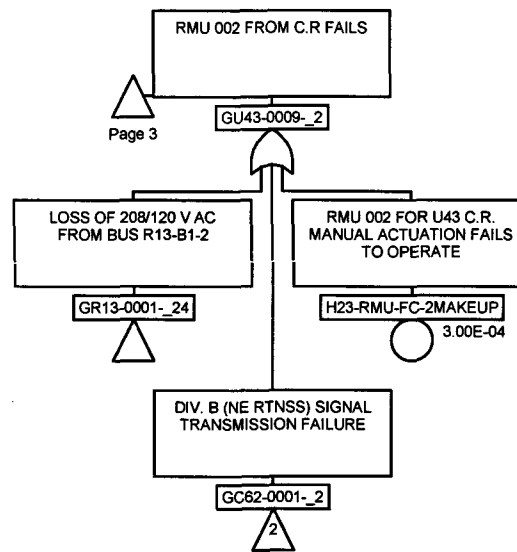 RMU 002 FROM C.R FAILS
Page 3
GU43-0009-_2
LOSS OF 208/120 V AC
FROM BUS R13-B1-2
GR13-0001-_24
RMU 002 FOR U43 C.R.
MANUAL ACTUATION FAILS
TO OPERATE
H23-RMU-FC-2MAKEUP
3.00E-04
DIV. B (NE RTNSS) SIGNAL
TRANSMISSION FAILURE
GC62-0001-_2
2